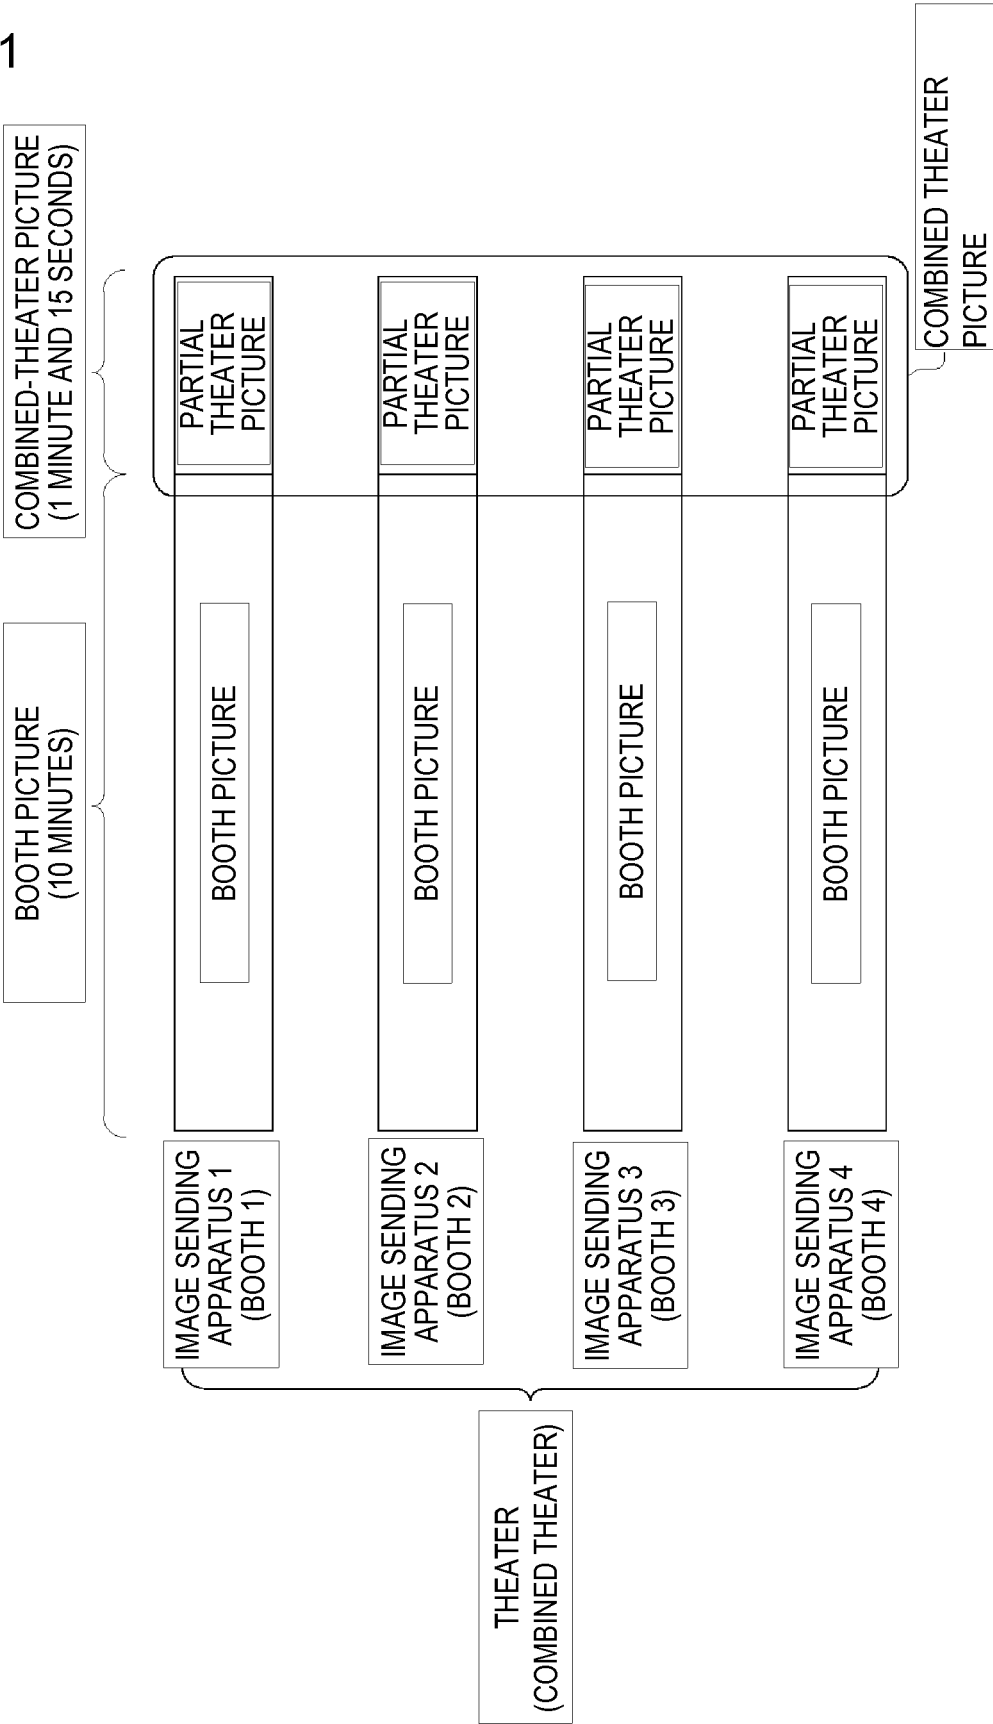 1
BOOTH PICTURE
(10 MINUTES)
COMBINED-THEATER PICTURE
(1 MINUTE AND 15 SECONDS)
THEATER
(COMBINED THEATER)
IMAGE SENDING
APPARATUS 1
(BOOTH 1)
BOOTH PICTURE
PARTIAL
THEATER
PICTURE
IMAGE SENDING
APPARATUS 2
(BOOTH 2)
BOOTH PICTURE
PARTIAL
THEATER
PICTURE
IMAGE SENDING
APPARATUS 3
(BOOTH 3)
BOOTH PICTURE
PARTIAL
THEATER
PICTURE
IMAGE SENDING
APPARATUS 4
(BOOTH 4)
BOOTH PICTURE
PARTIAL
THEATER
PICTURE
COMBINED THEATER
PICTURE